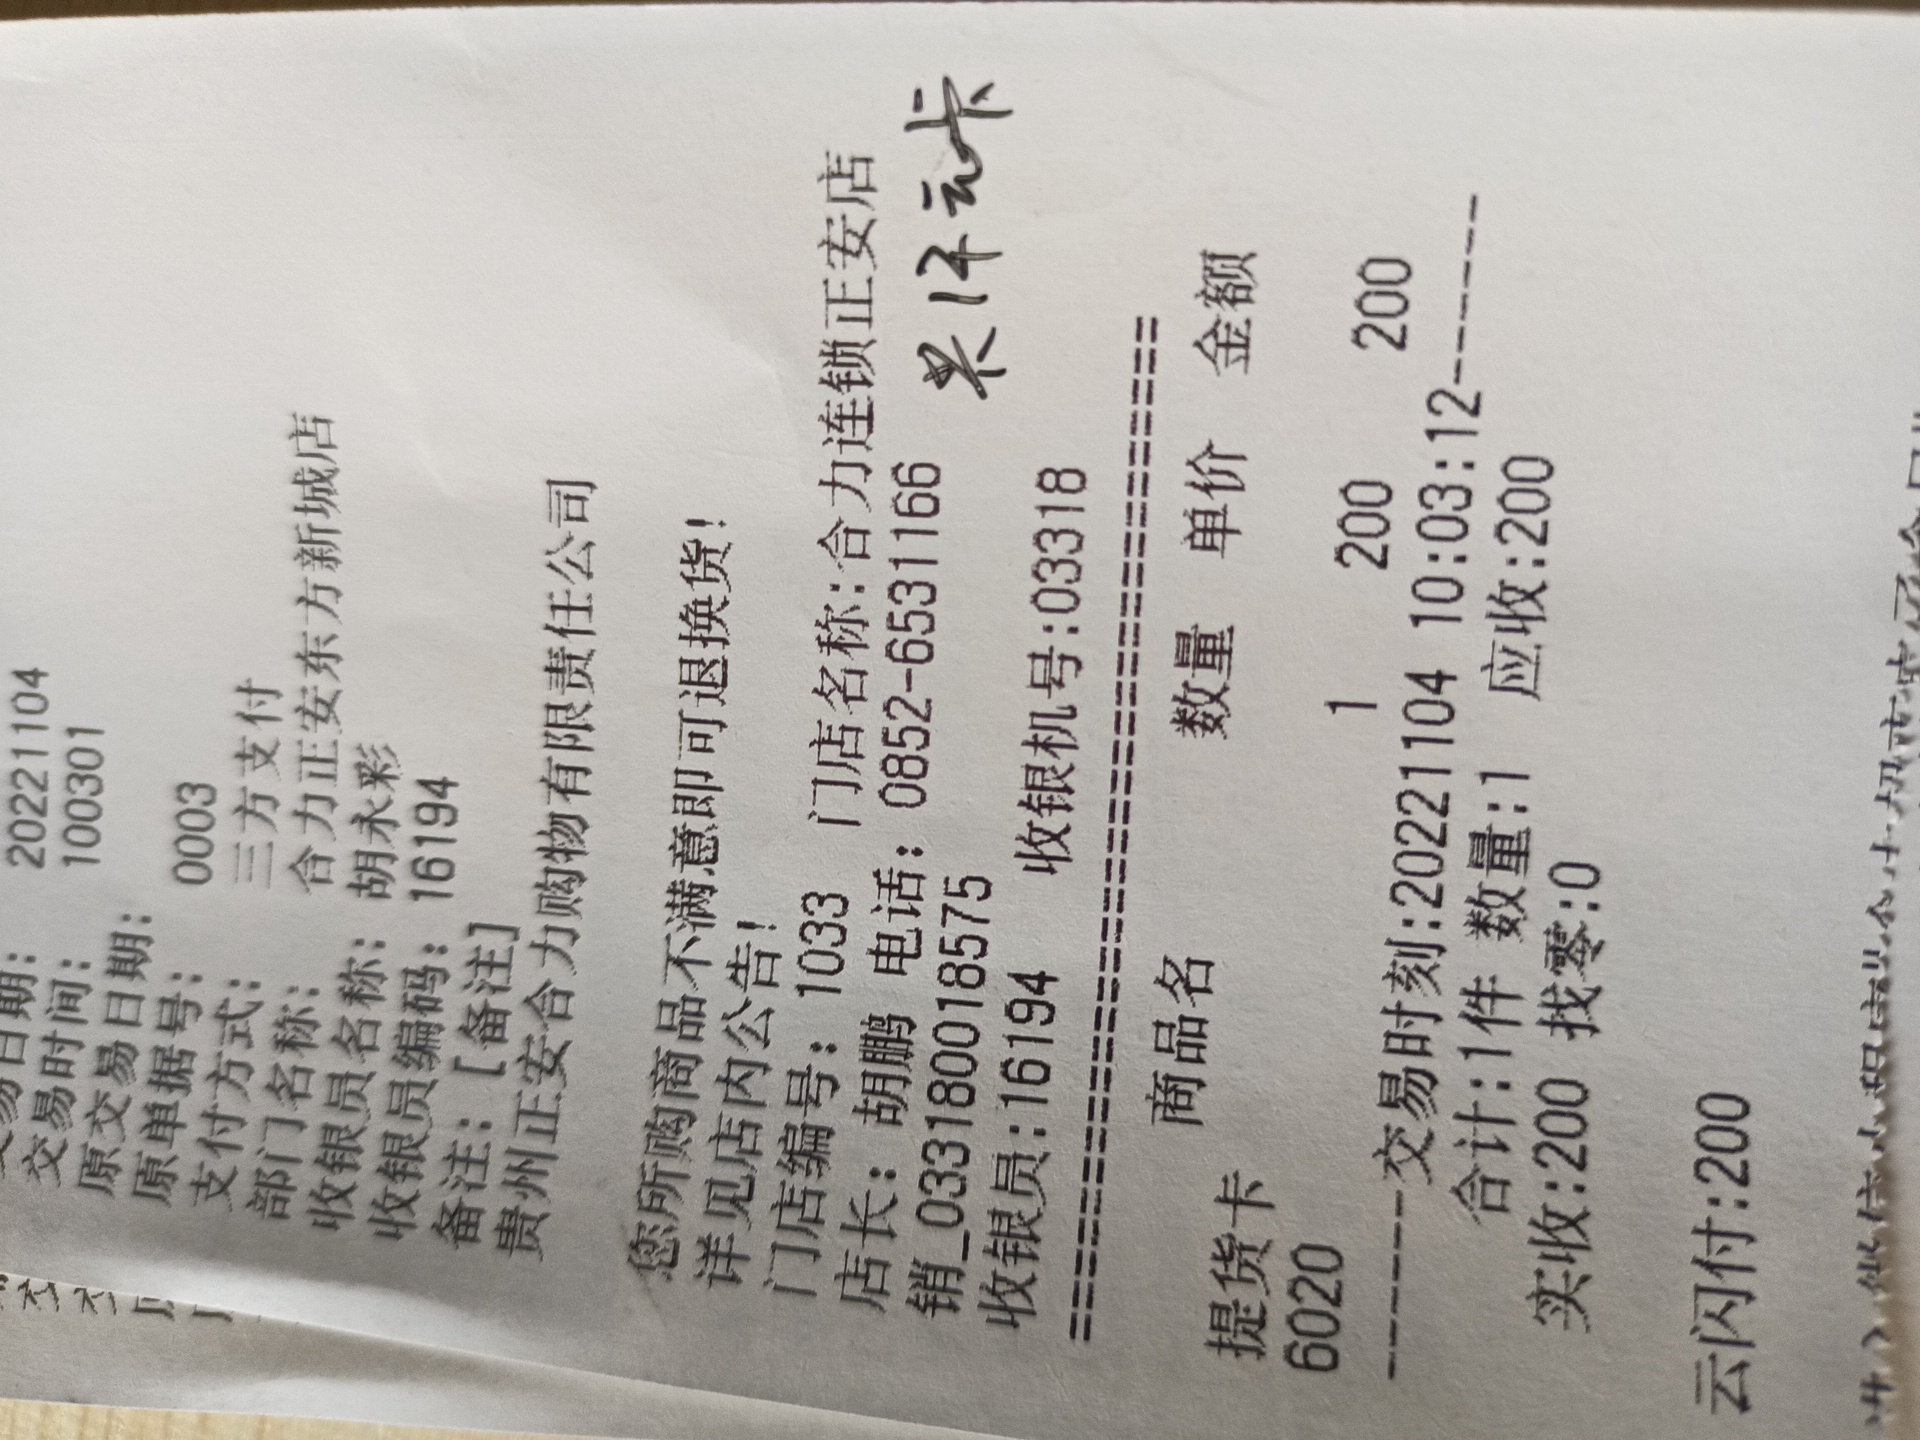 交易日期: 20221104
交易时间: 100301
原交易日期:
原单据号: 0003
支付方式: 三方支付
部门名称: 合力正安东方新城店
收银员名称: 胡永彩
收银员编码: 16194
备注: [备注]
贵州正安合力购物有限责任公司
您所购商品不满意即可退换货!
详见店内公告!
门店编号: 1033 门店名称:合力连锁正安店
店长: 胡鹏 电话: 0852-6531166
销_033180018575
收银员:16194 收银机号:03318
元卡
==============================
商品名 数量 单价 金额
提货卡
6020 1 200 200
------交易时刻:20221104 10:03:12---------
合计:1件 数量:1 应收:200
实收:200 找零:0
云闪付:200